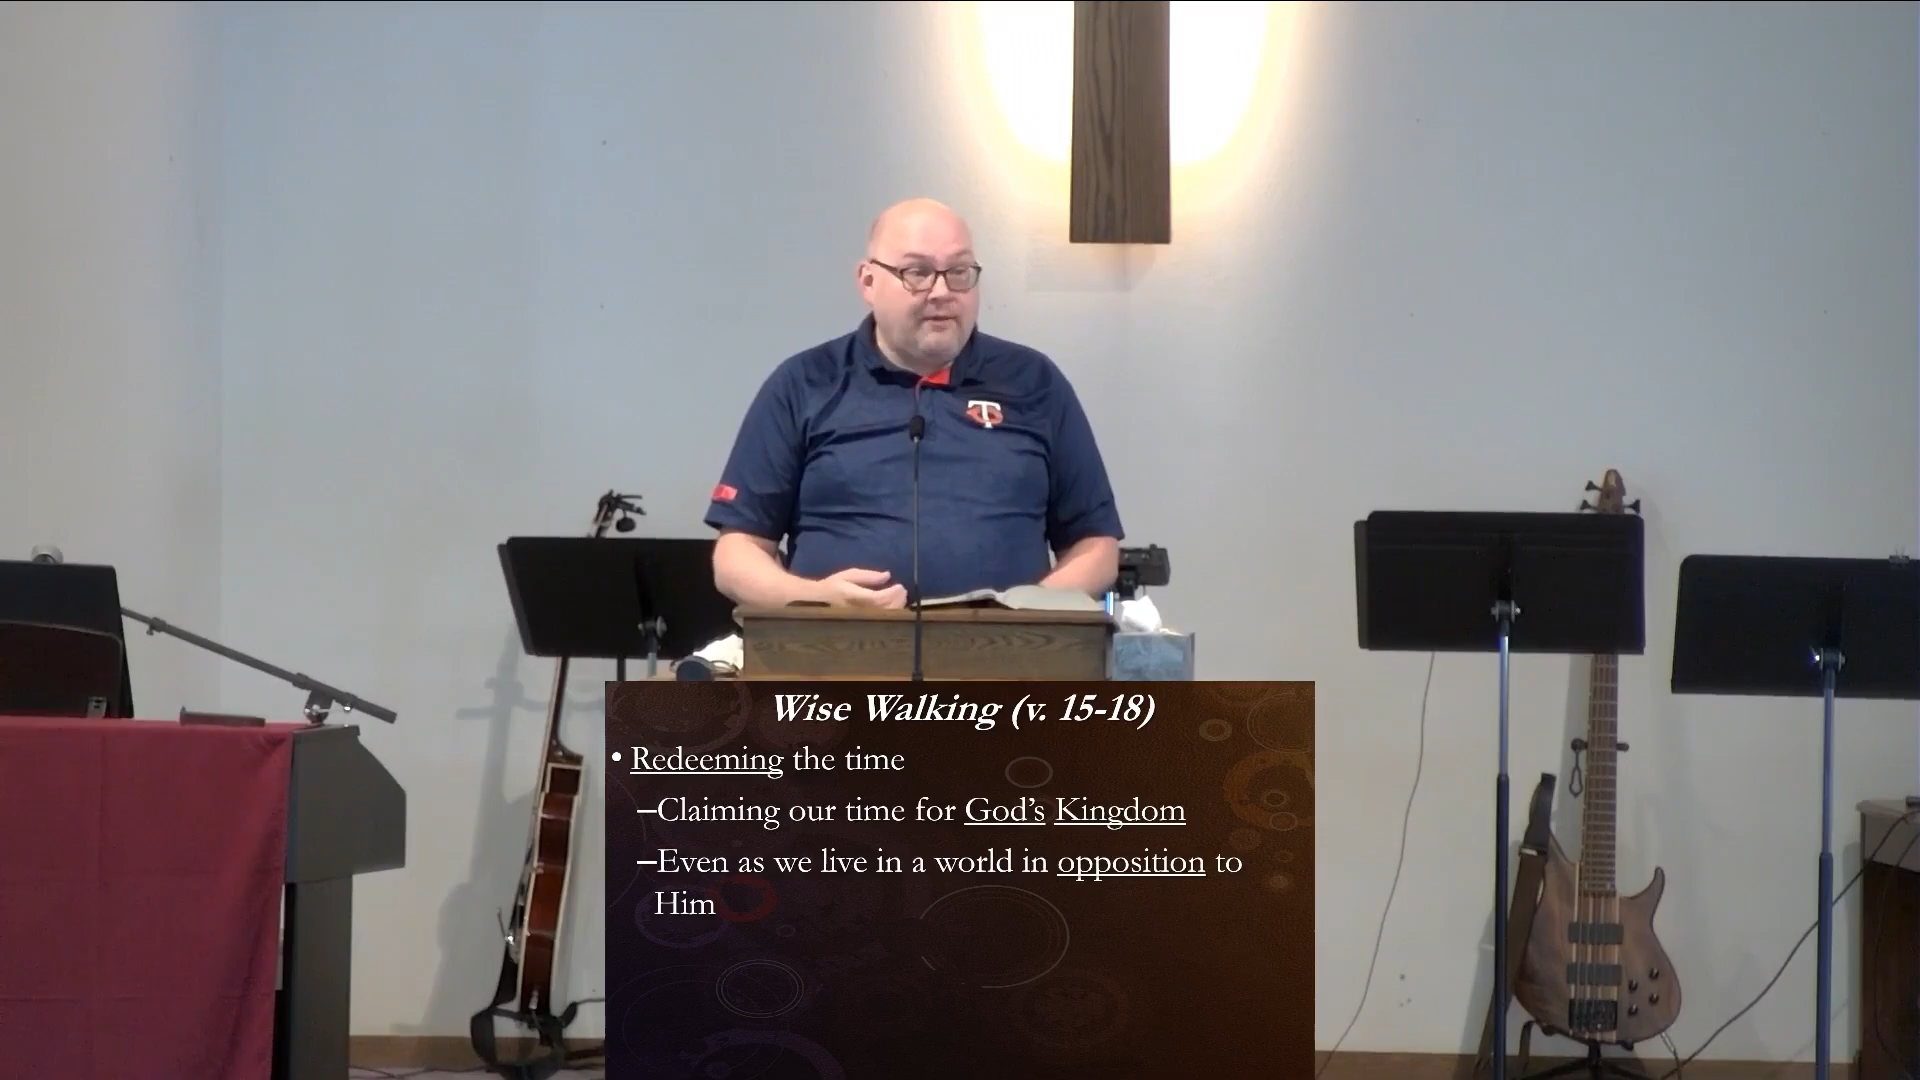 Wise Walking (v. 15-18)
• Redeeming the time
–Claiming our time for God's Kingdom
–Even as we live in a world in opposition to
Him
TC